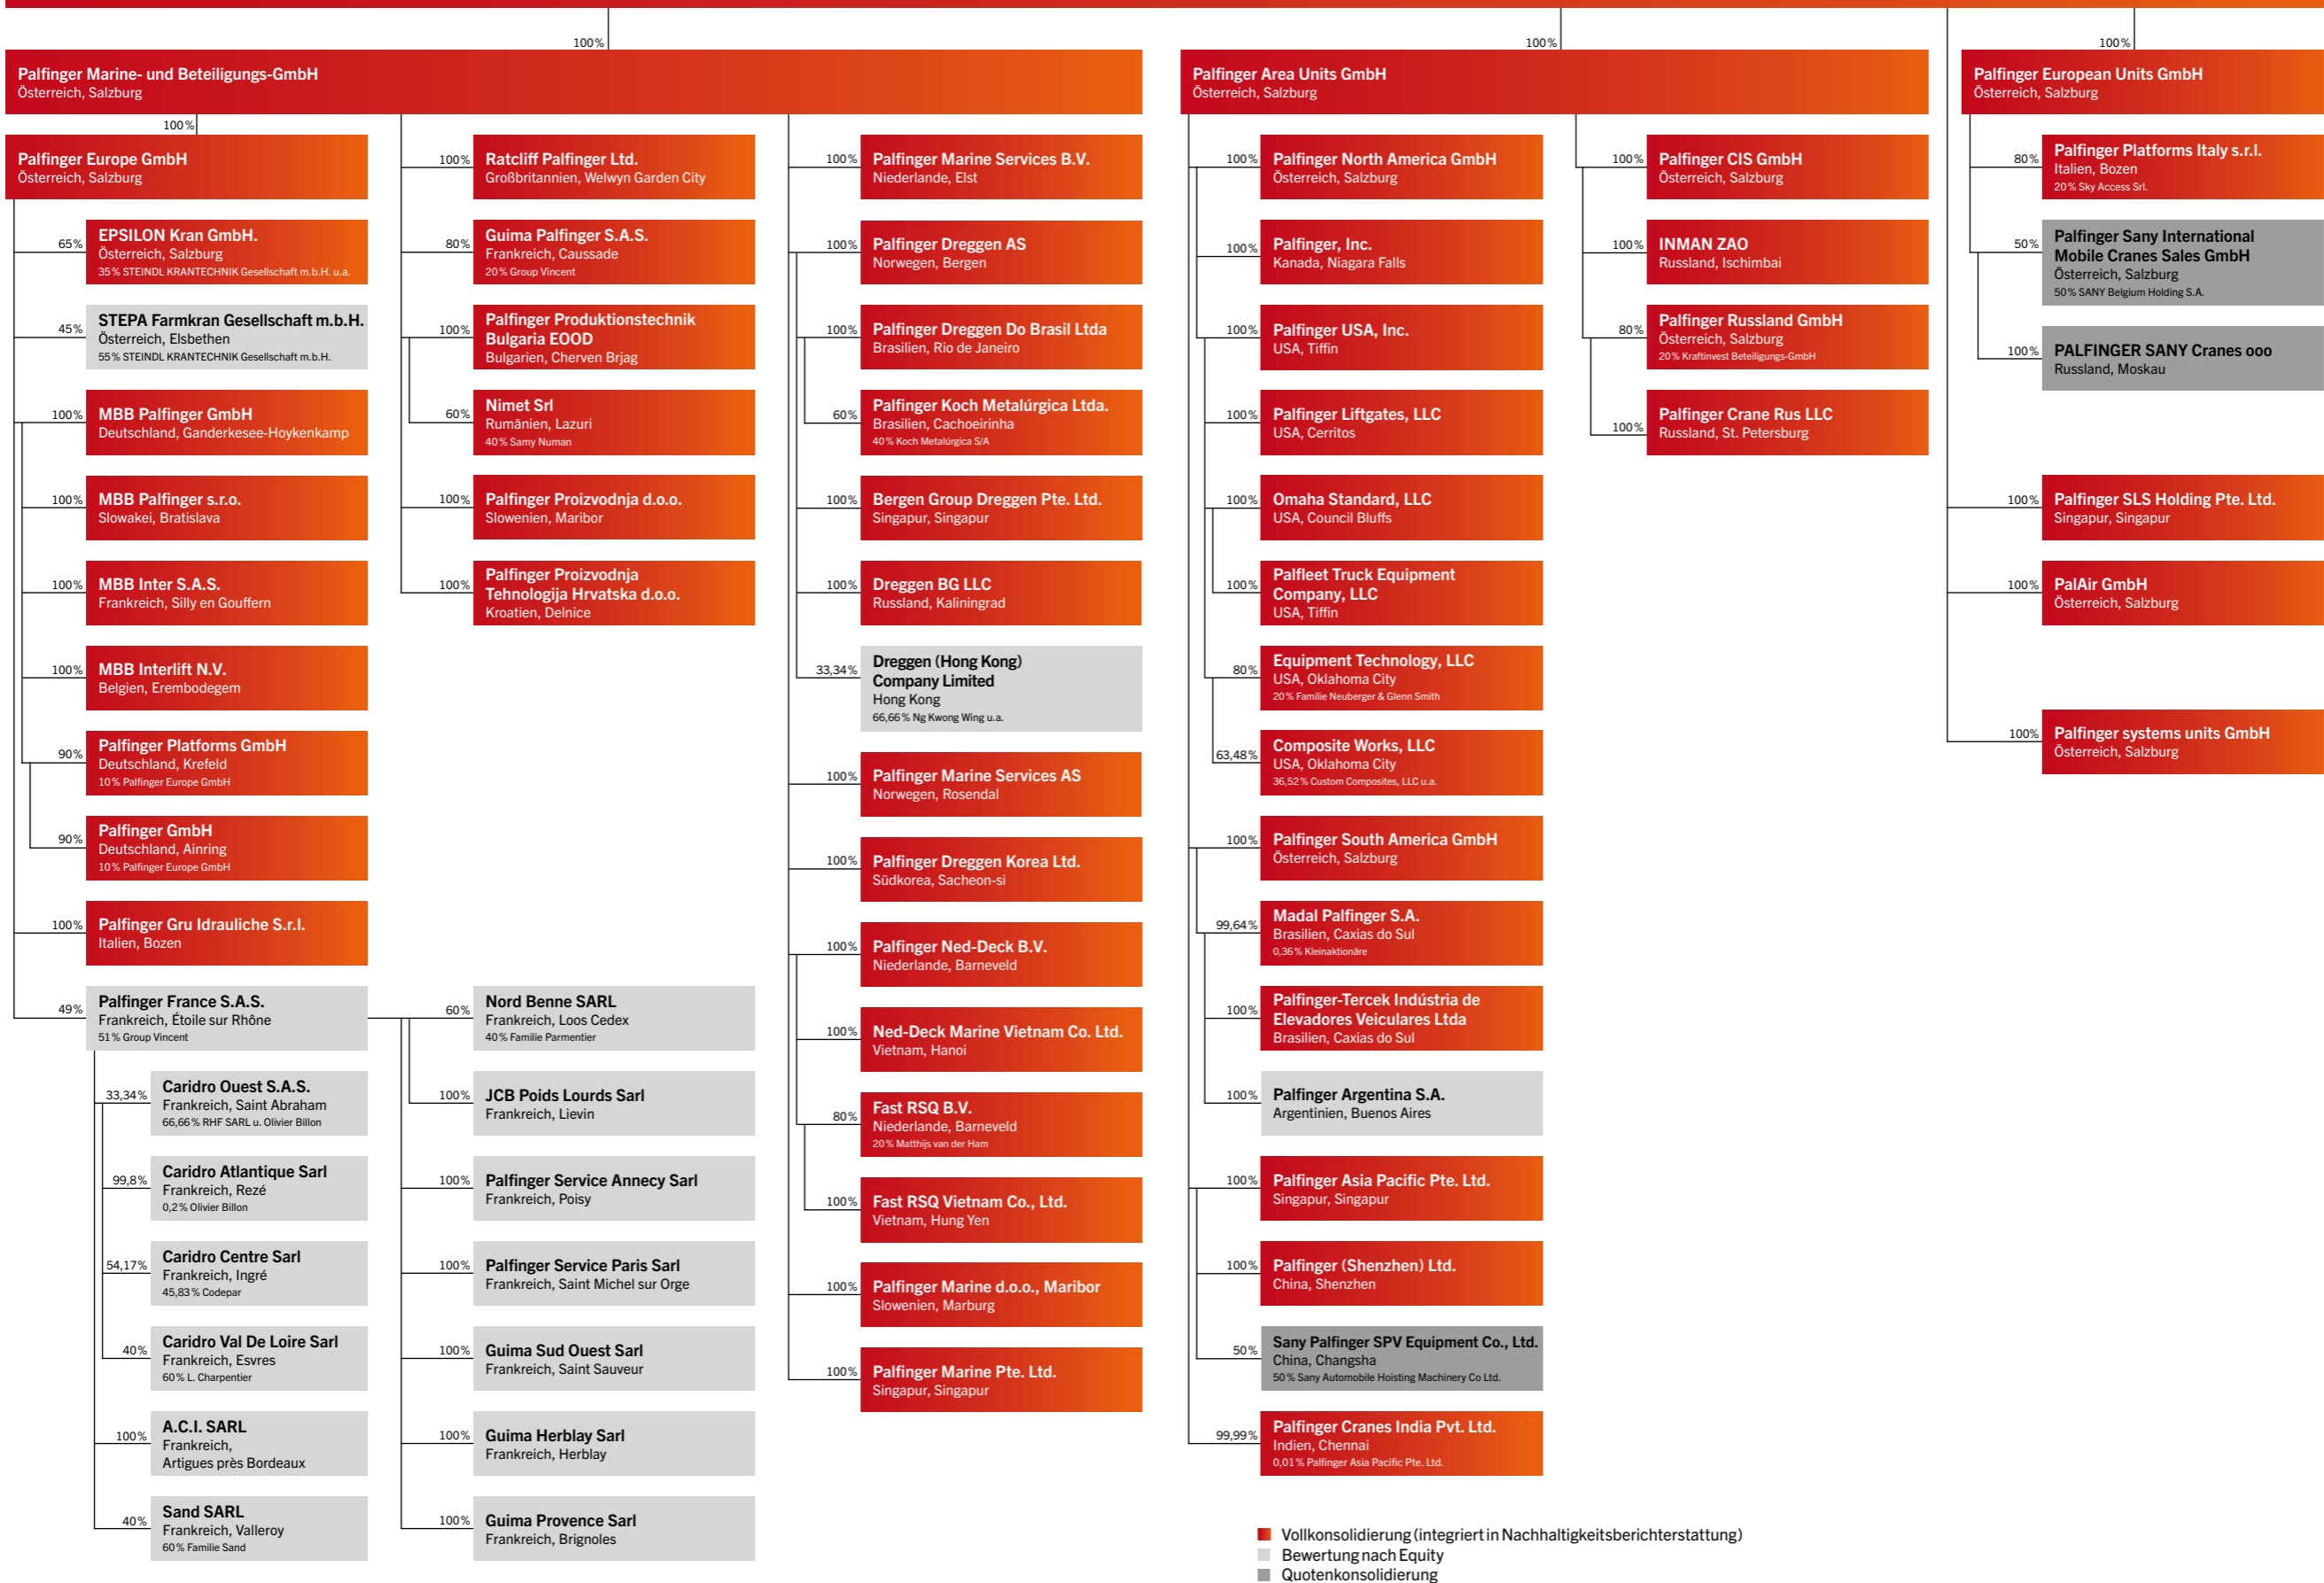 100%
Palfinger Marine- und Beteiligungs-GmbH
Österreich, Salzburg
100%
Palfinger Europe GmbH
Österreich, Salzburg
65%
EPSILON Kran GmbH.
Österreich, Salzburg
35% STEINDL KRANTECHNIK Gesellschaft m.b.H. u.a.
45%
STEPA Farmkran Gesellschaft m.b.H.
Österreich, Elsbethen
55% STEINDL KRANTECHNIK Gesellschaft m.b.H.
100%
MBB Palfinger GmbH
Deutschland, Ganderkesee-Hoykenkamp
100%
MBB Palfinger s.r.o.
Slowakei, Bratislava
100%
MBB Inter S.A.S.
Frankreich, Silly en Gouffern
100%
MBB Interlift N.V.
Belgien, Erembodegem
90%
Palfinger Platforms GmbH
Deutschland, Krefeld
10% Palfinger Europe GmbH
90%
Palfinger GmbH
Deutschland, Ainring
10% Palfinger Europe GmbH
100%
Palfinger Gru Idrauliche S.r.l.
Italien, Bozen
49%
Palfinger France S.A.S.
Frankreich, Étoile sur Rhône
51% Group Vincent
33,34%
Caridro Ouest S.A.S.
Frankreich, Saint Abraham
66,66% RHF SARL u. Olivier Billon
99,8%
Caridro Atlantique Sarl
Frankreich, Rezé
0,2% Olivier Billon
54,17%
Caridro Centre Sarl
Frankreich, Ingré
45,83% Codepar
40%
Caridro Val De Loire Sarl
Frankreich, Esvres
60% L. Charpentier
100%
A.C.I. SARL
Frankreich,
Artigues près Bordeaux
40%
Sand SARL
Frankreich, Valleroy
60% Familie Sand
100%
Ratcliff Palfinger Ltd.
Großbritannien, Welwyn Garden City
80%
Guima Palfinger S.A.S.
Frankreich, Caussade
20% Group Vincent
100%
Palfinger Produktionstechnik
Bulgaria EOOD
Bulgarien, Cherven Brjag
60%
Nimet Srl
Rumänien, Lazuri
40% Samy Numan
100%
Palfinger Proizvodnja d.o.o.
Slowenien, Maribor
100%
Palfinger Proizvodnja
Tehnologija Hrvatska d.o.o.
Kroatien, Delnice
60%
Nord Benne SARL
Frankreich, Loos Cedex
40% Familie Parmentier
100%
JCB Poids Lourds Sarl
Frankreich, Lievin
100%
Palfinger Service Annecy Sarl
Frankreich, Poisy
100%
Palfinger Service Paris Sarl
Frankreich, Saint Michel sur Orge
100%
Guima Sud Ouest Sarl
Frankreich, Saint Sauveur
100%
Guima Herblay Sarl
Frankreich, Herblay
100%
Guima Provence Sarl
Frankreich, Brignoles
100%
Palfinger Marine Services B.V.
Niederlande, Elst
100%
Palfinger Dreggen AS
Norwegen, Bergen
100%
Palfinger Dreggen Do Brasil Ltda
Brasilien, Rio de Janeiro
60%
Palfinger Koch Metalúrgica Ltda.
Brasilien, Cachoeirinha
40% Koch Metalúrgica S/A
100%
Bergen Group Dreggen Pte. Ltd.
Singapur, Singapur
100%
Dreggen BG LLC
Russland, Kaliningrad
33,34%
Dreggen (Hong Kong)
Company Limited
Hong Kong
66,66% Ng Kwong Wing u.a.
100%
Palfinger Marine Services AS
Norwegen, Rosendal
100%
Palfinger Dreggen Korea Ltd.
Südkorea, Sacheon-si
100%
Palfinger Ned-Deck B.V.
Niederlande, Barneveld
100%
Ned-Deck Marine Vietnam Co. Ltd.
Vietnam, Hanoi
80%
Fast RSQ B.V.
Niederlande, Barneveld
20% Matthijs van der Ham
100%
Fast RSQ Vietnam Co., Ltd.
Vietnam, Hung Yen
100%
Palfinger Marine d.o.o., Maribor
Slowenien, Marburg
100%
Palfinger Marine Pte. Ltd.
Singapur, Singapur
100%
Palfinger Area Units GmbH
Österreich, Salzburg
100%
Palfinger North America GmbH
Österreich, Salzburg
100%
Palfinger, Inc.
Kanada, Niagara Falls
100%
Palfinger USA, Inc.
USA, Tiffin
100%
Palfinger Liftgates, LLC
USA, Cerritos
100%
Omaha Standard, LLC
USA, Council Bluffs
100%
Palfleet Truck Equipment
Company, LLC
USA, Tiffin
80%
Equipment Technology, LLC
USA, Oklahoma City
20% Familie Neuberger & Glenn Smith
63,48%
Composite Works, LLC
USA, Oklahoma City
36,52% Custom Composites, LLC u.a.
100%
Palfinger South America GmbH
Österreich, Salzburg
99,64%
Madal Palfinger S.A.
Brasilien, Caxias do Sul
0,36% Kleinaktionäre
100%
Palfinger-Tercek Indústria de
Elevadores Veiculares Ltda
Brasilien, Caxias do Sul
100%
Palfinger Argentina S.A.
Argentinien, Buenos Aires
100%
Palfinger Asia Pacific Pte. Ltd.
Singapur, Singapur
100%
Palfinger (Shenzhen) Ltd.
China, Shenzhen
50%
Sany Palfinger SPV Equipment Co., Ltd.
China, Changsha
50% Sany Automobile Hoisting Machinery Co Ltd.
99,99%
Palfinger Cranes India Pvt. Ltd.
Indien, Chennai
0,01% Palfinger Asia Pacific Pte. Ltd.
100%
Palfinger CIS GmbH
Österreich, Salzburg
100%
INMAN ZAO
Russland, Ischimbai
80%
Palfinger Russland GmbH
Österreich, Salzburg
20% Kraftinvest Beteiligungs-GmbH
100%
Palfinger Crane Rus LLC
Russland, St. Petersburg
100%
Palfinger European Units GmbH
Österreich, Salzburg
80%
Palfinger Platforms Italy s.r.l.
Italien, Bozen
20% Sky Access Srl.
50%
Palfinger Sany International
Mobile Cranes Sales GmbH
Österreich, Salzburg
50% SANY Belgium Holding S.A.
100%
PALFINGER SANY Cranes ooo
Russland, Moskau
100%
Palfinger SLS Holding Pte. Ltd.
Singapur, Singapur
100%
PalAir GmbH
Österreich, Salzburg
100%
Palfinger systems units GmbH
Österreich, Salzburg
Vollkonsolidierung (integriert in Nachhaltigkeitsberichterstattung)
Bewertung nach Equity
Quotenkonsolidierung